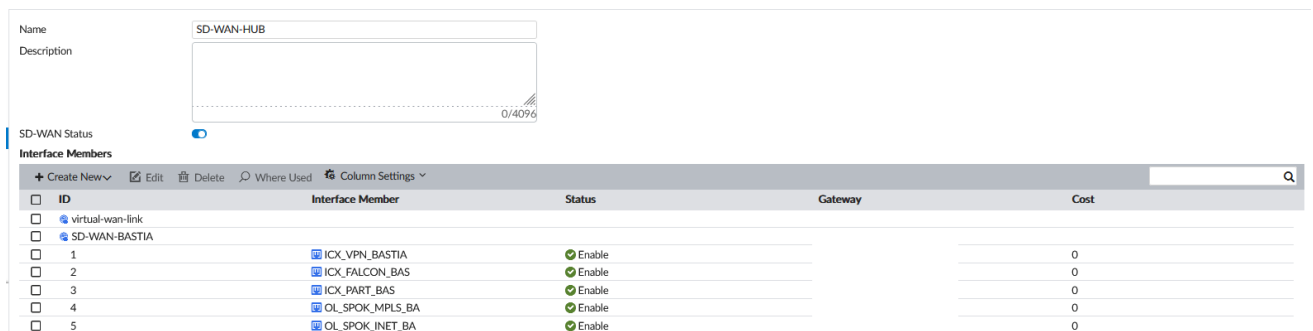 Name SD-WAN-HUB
Description
0/4096
SD-WAN Status
Interface Members
+ Create New Edit Delete Where Used Column Settings
ID Interface Member Status Gateway Cost
virtual-wan-link
SD-WAN-BASTIA
1 ICX_VPN_BASTIA Enable 0
2 ICX_FALCON_BAS Enable 0
3 ICX_PART_BAS Enable 0
4 OL_SPOK_MPLS_BA Enable 0
5 OL_SPOK_INET_BA Enable 0